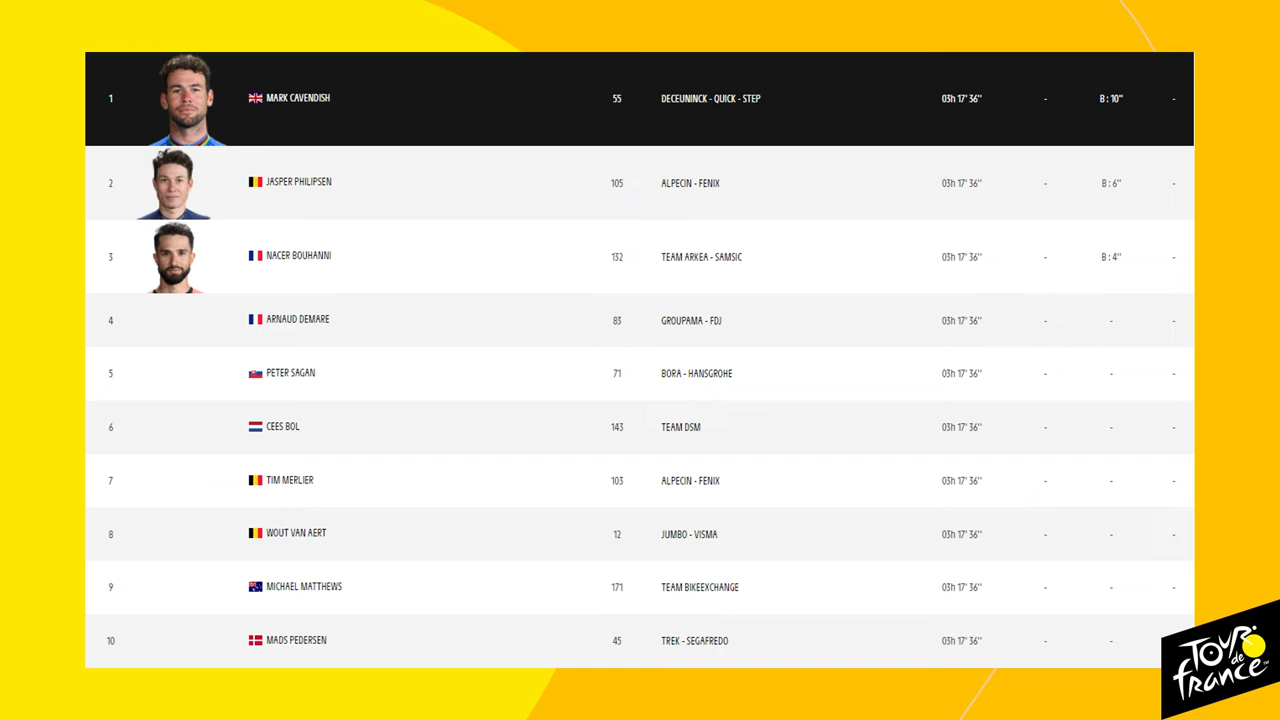 1 MARK CAVENDISH 55 DECEUNINCK - QUICK - STEP 03h 17' 36'' - B : 10'' -
2 JASPER PHILIPSEN 105 ALPECIN - FENIX 03h 17' 36'' - B : 6'' -
3 NACER BOUHANNI 132 TEAM ARKEA - SAMSIC 03h 17' 36'' - B : 4'' -
4 ARNAUD DEMARE 83 GROUPAMA - FDJ 03h 17' 36'' - - -
5 PETER SAGAN 71 BORA - HANSGROHE 03h 17' 36'' - - -
6 CEES BOL 143 TEAM DSM 03h 17' 36'' - - -
7 TIM MERLIER 103 ALPECIN - FENIX 03h 17' 36'' - - -
8 WOUT VAN AERT 12 JUMBO - VISMA 03h 17' 36'' - - -
9 MICHAEL MATTHEWS 171 TEAM BIKEEXCHANGE 03h 17' 36'' - - -
10 MADS PEDERSEN 45 TREK - SEGAFREDO 03h 17' 36'' - -
TOUR
de
france TM